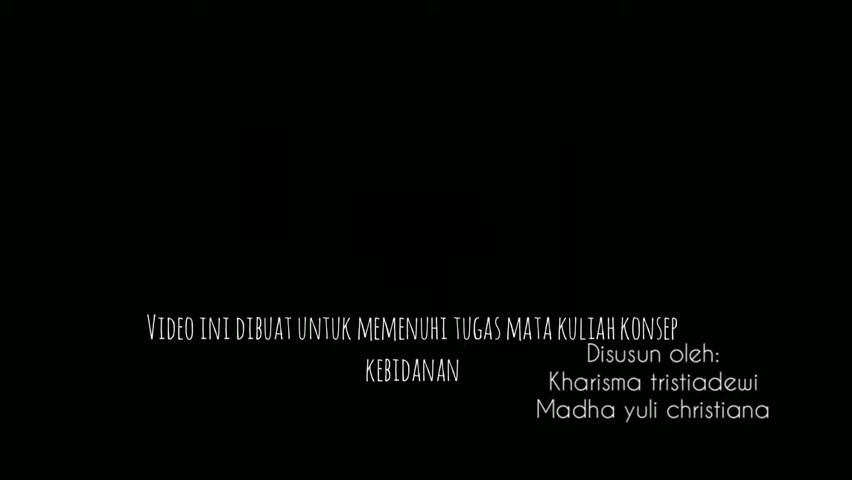 Video ini dibuat untuk memenuhi tugas mata kuliah konsep
kebidanan
Disusun oleh:
Kharisma tristiadewi
Madha yuli christiana